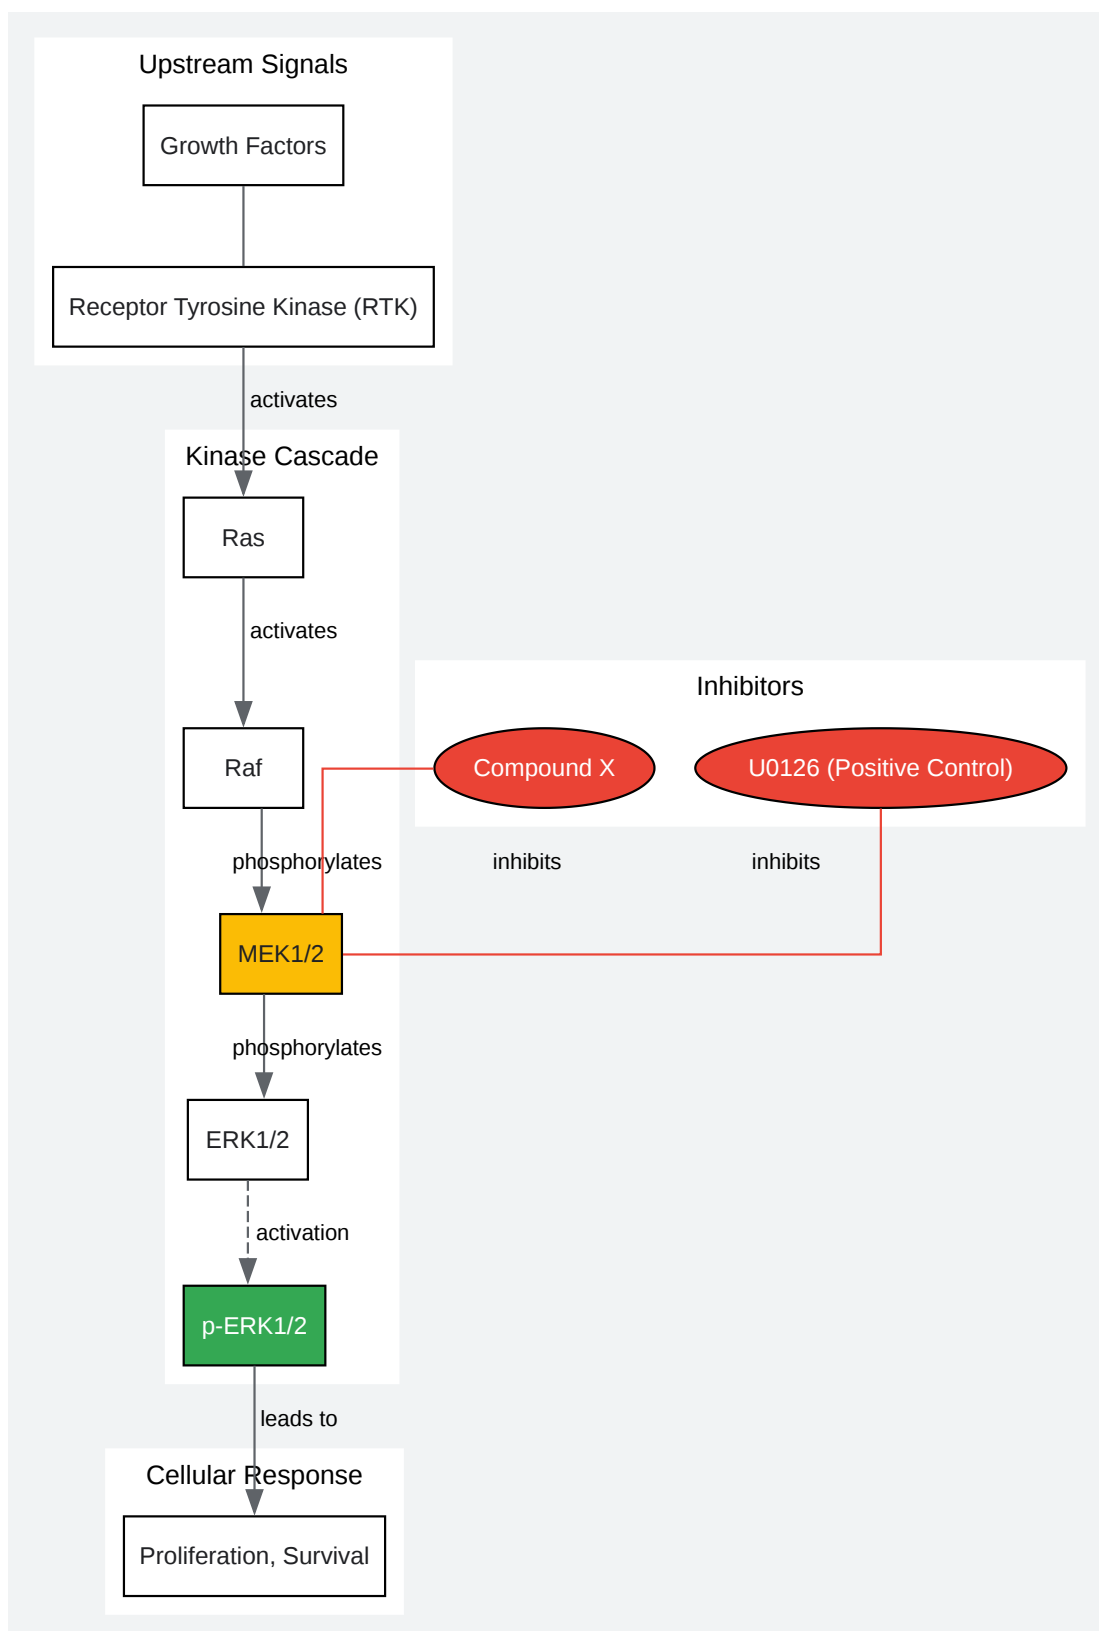 Upstream Signals
Growth Factors
Receptor Tyrosine Kinase (RTK)
activates
Kinase Cascade
Ras
activates
Inhibitors
Raf
Compound X
U0126 (Positive Control)
phosphorylates
inhibits
inhibits
MEK1/2
phosphorylates
ERK1/2
activation
p-ERK1/2
leads to
Cellular Response
Proliferation, Survival